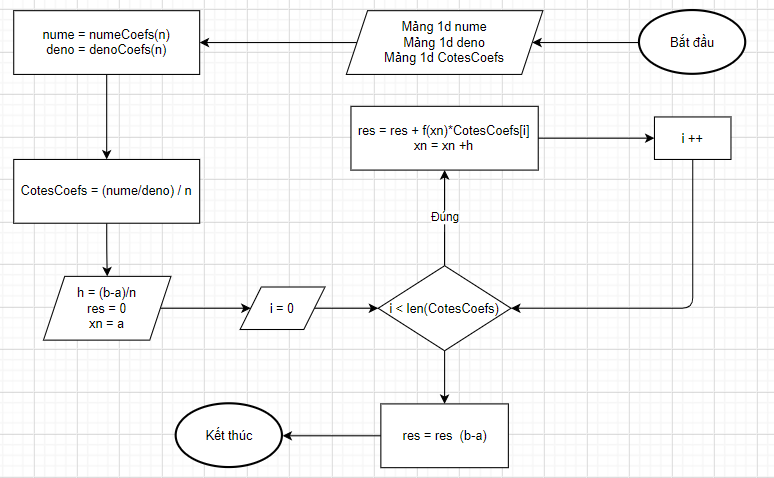 Bắt đầu
Mảng 1d nume
Mảng 1d deno
Mảng 1d CotesCoefs
nume = numeCoefs(n)
deno = denoCoefs(n)
CotesCoefs = (nume/deno) / n
h = (b-a)/n
res = 0
xn = a
i = 0
i < len(CotesCoefs)
Đúng
res = res + f(xn)*CotesCoefs[i]
xn = xn +h
i ++
res = res (b-a)
Kết thúc